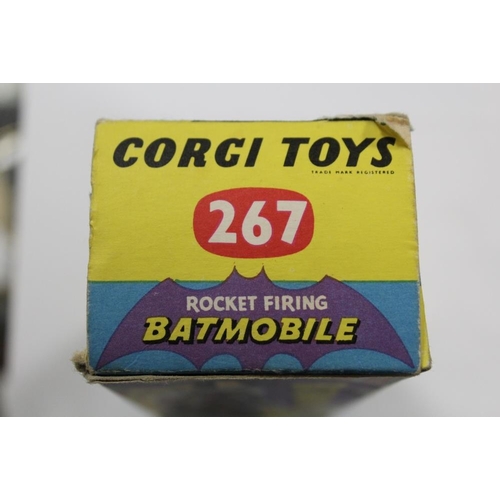 CORGI TOYS
TRADE MARK REGISTERED
267
ROCKET FIRING
BATMOBILE